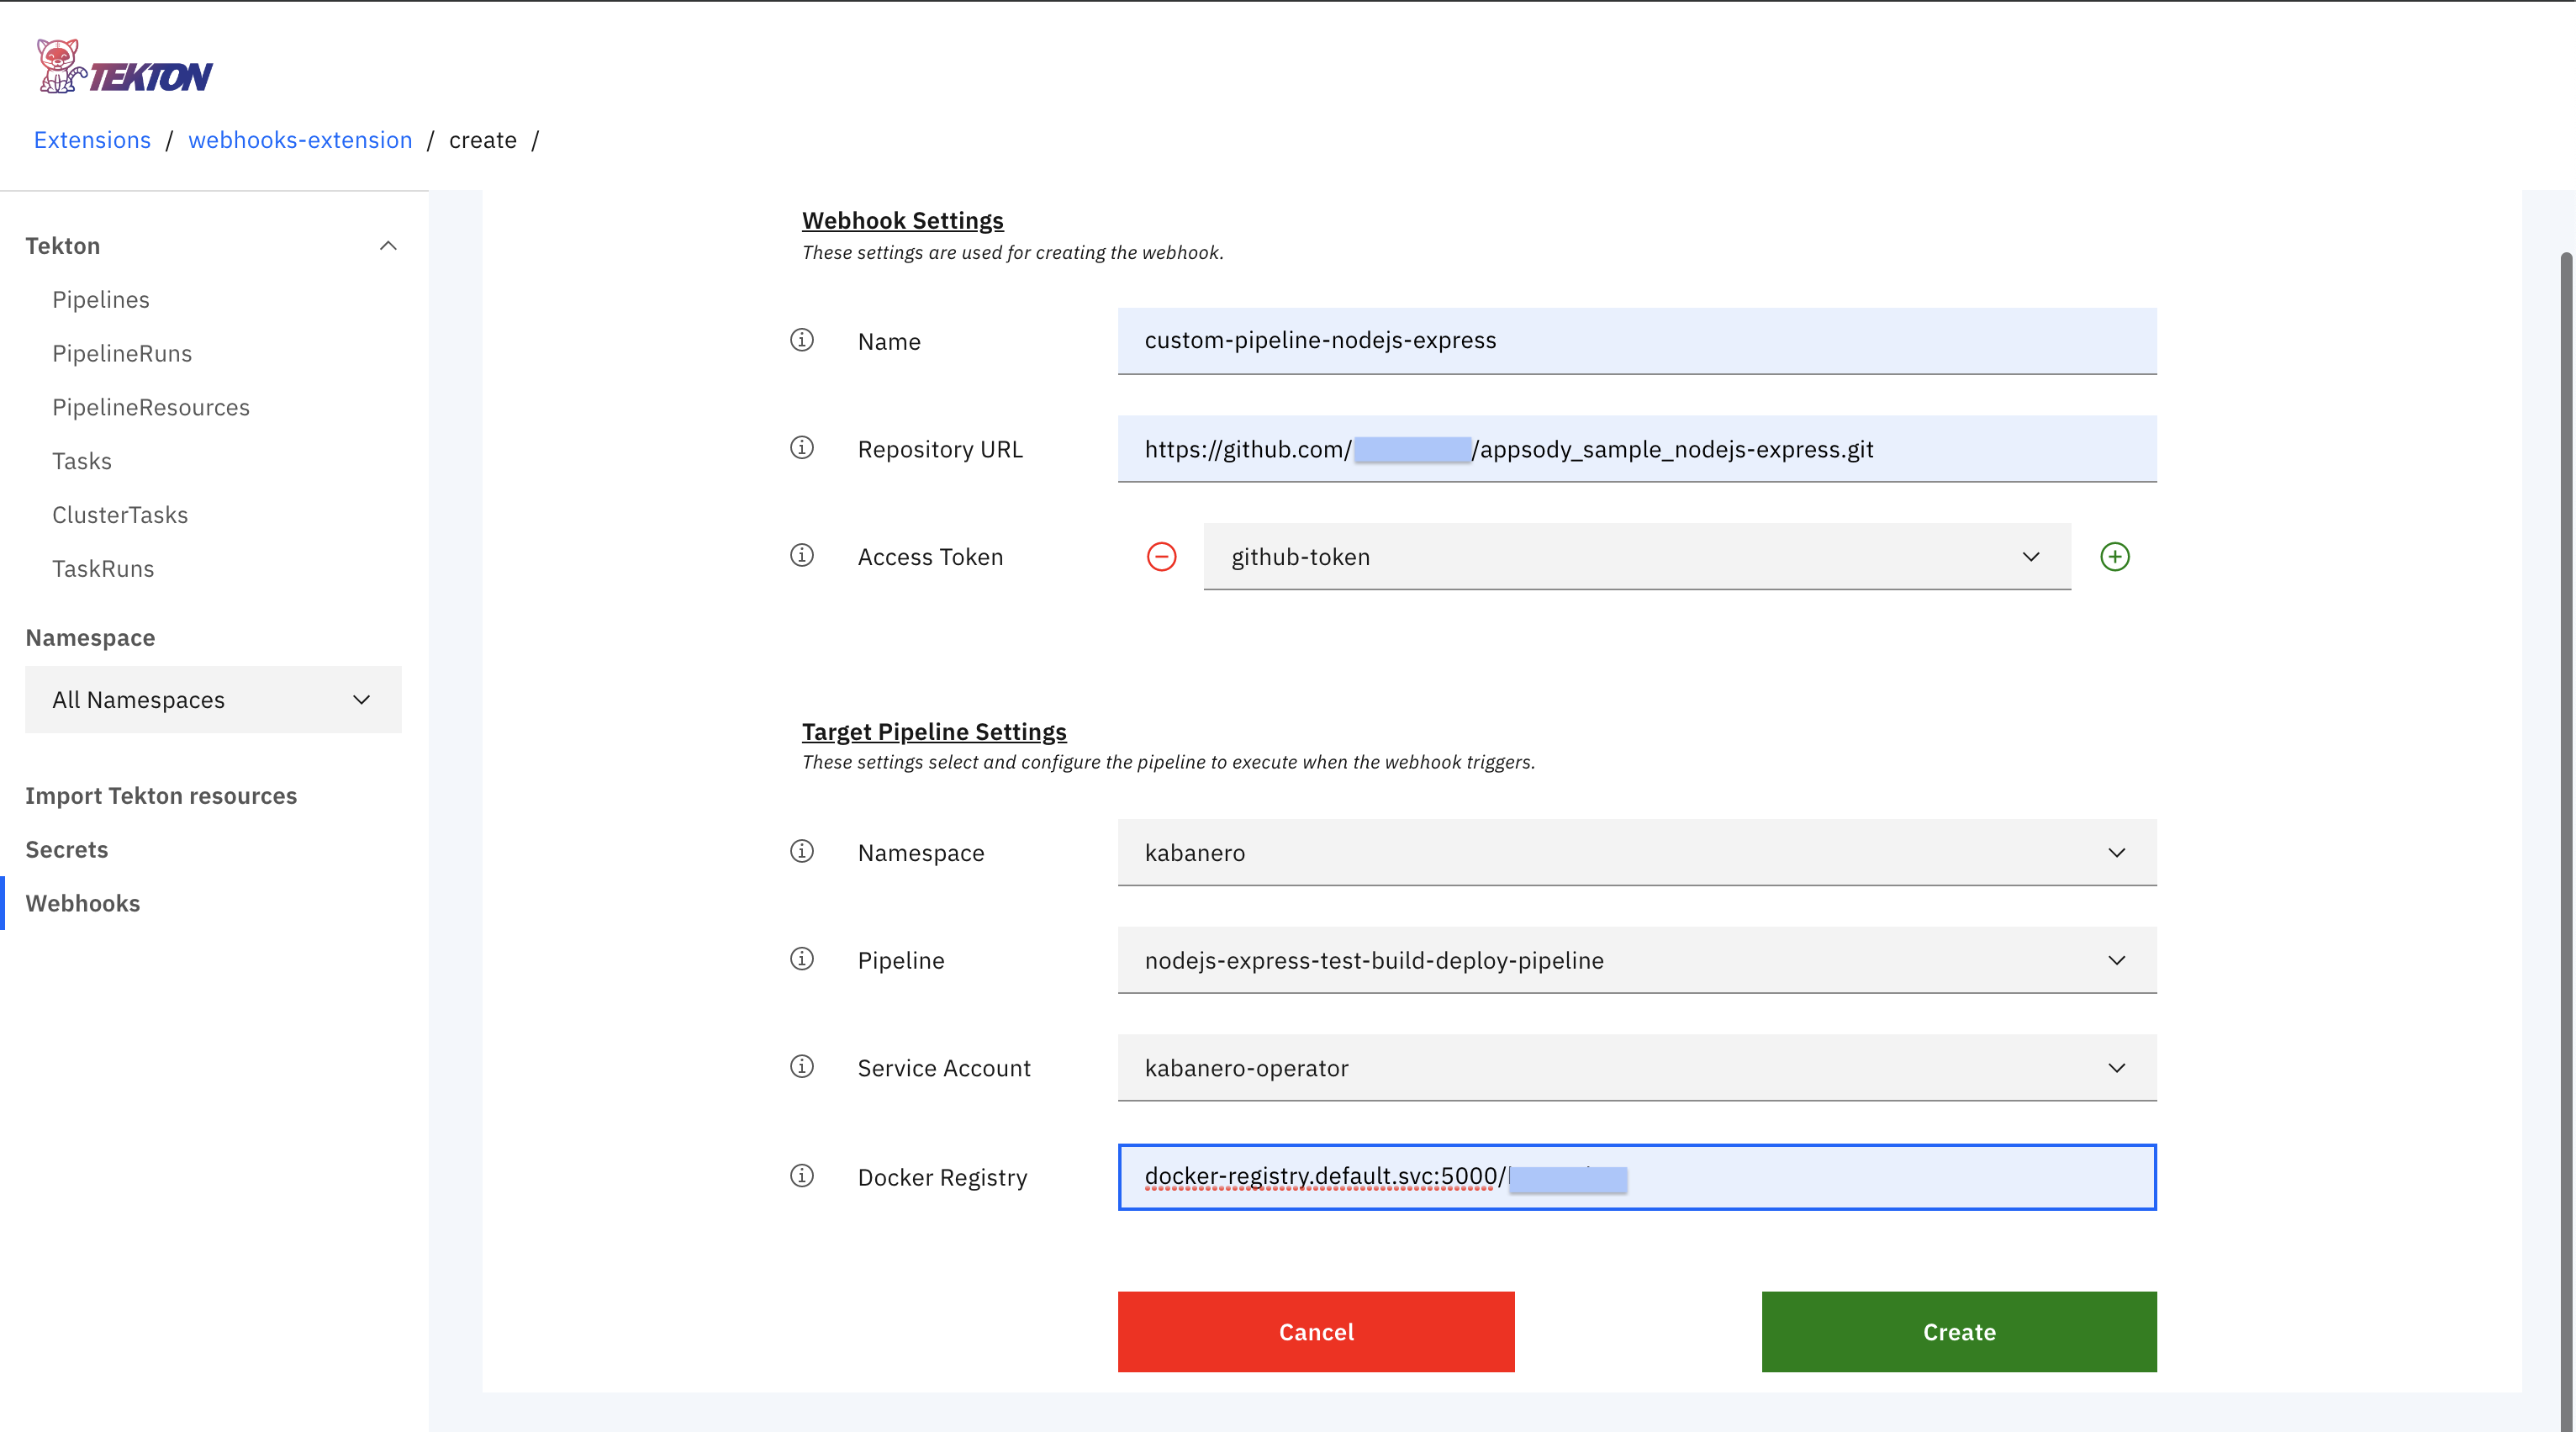 TEKTON
Extensions / webhooks-extension / create /
Tekton
Pipelines
PipelineRuns
PipelineResources
Tasks
ClusterTasks
TaskRuns
Namespace
All Namespaces
Import Tekton resources
Secrets
Webhooks
Webhook Settings
These settings are used for creating the webhook.
Name
custom-pipeline-nodejs-express
Repository URL
https://github.com/ /appsody_sample_nodejs-express.git
Access Token
github-token
Target Pipeline Settings
These settings select and configure the pipeline to execute when the webhook triggers.
Namespace
kabanero
Pipeline
nodejs-express-test-build-deploy-pipeline
Service Account
kabanero-operator
Docker Registry
docker-registry.default.svc:5000/
Cancel
Create